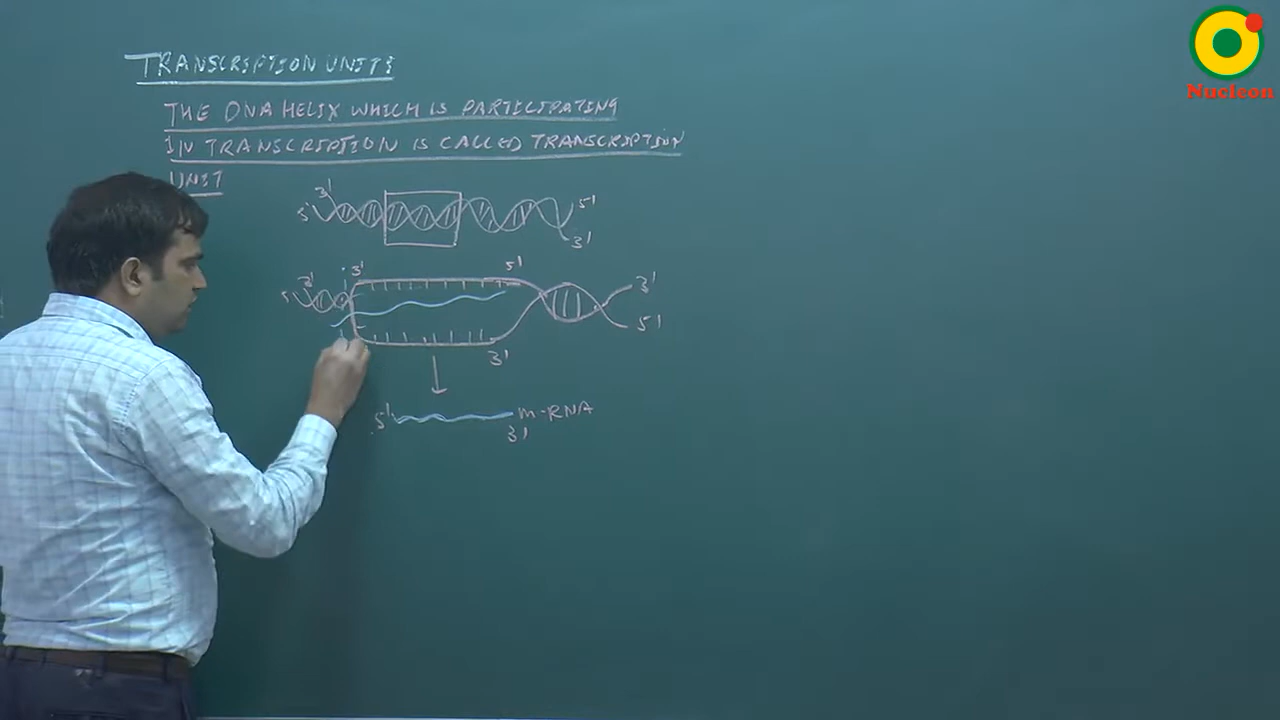 Nucleon
TRANSCRIPTION UNIT:
THE DNA HELIX WHICH IS PARTICIPATING
IN TRANSCRIPTION IS CALLED TRANSCRIPTION
UNIT
3'
5'
5'
3'
3'
3'
5'
3'
5'
3'
5'
m-RNA
3'